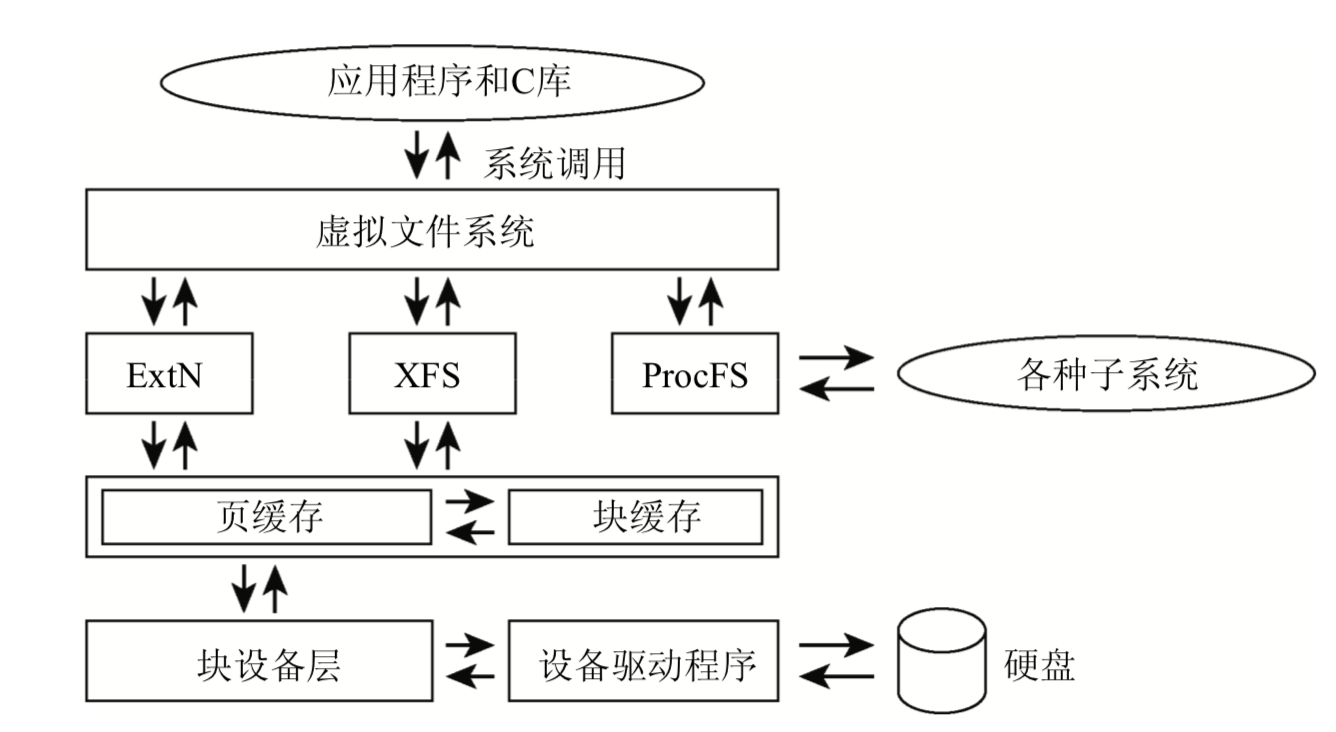 应用程序和C库
系统调用
虚拟文件系统
ExtN
XFS
ProcFS
各种子系统
页缓存
块缓存
块设备层
设备驱动程序
硬盘